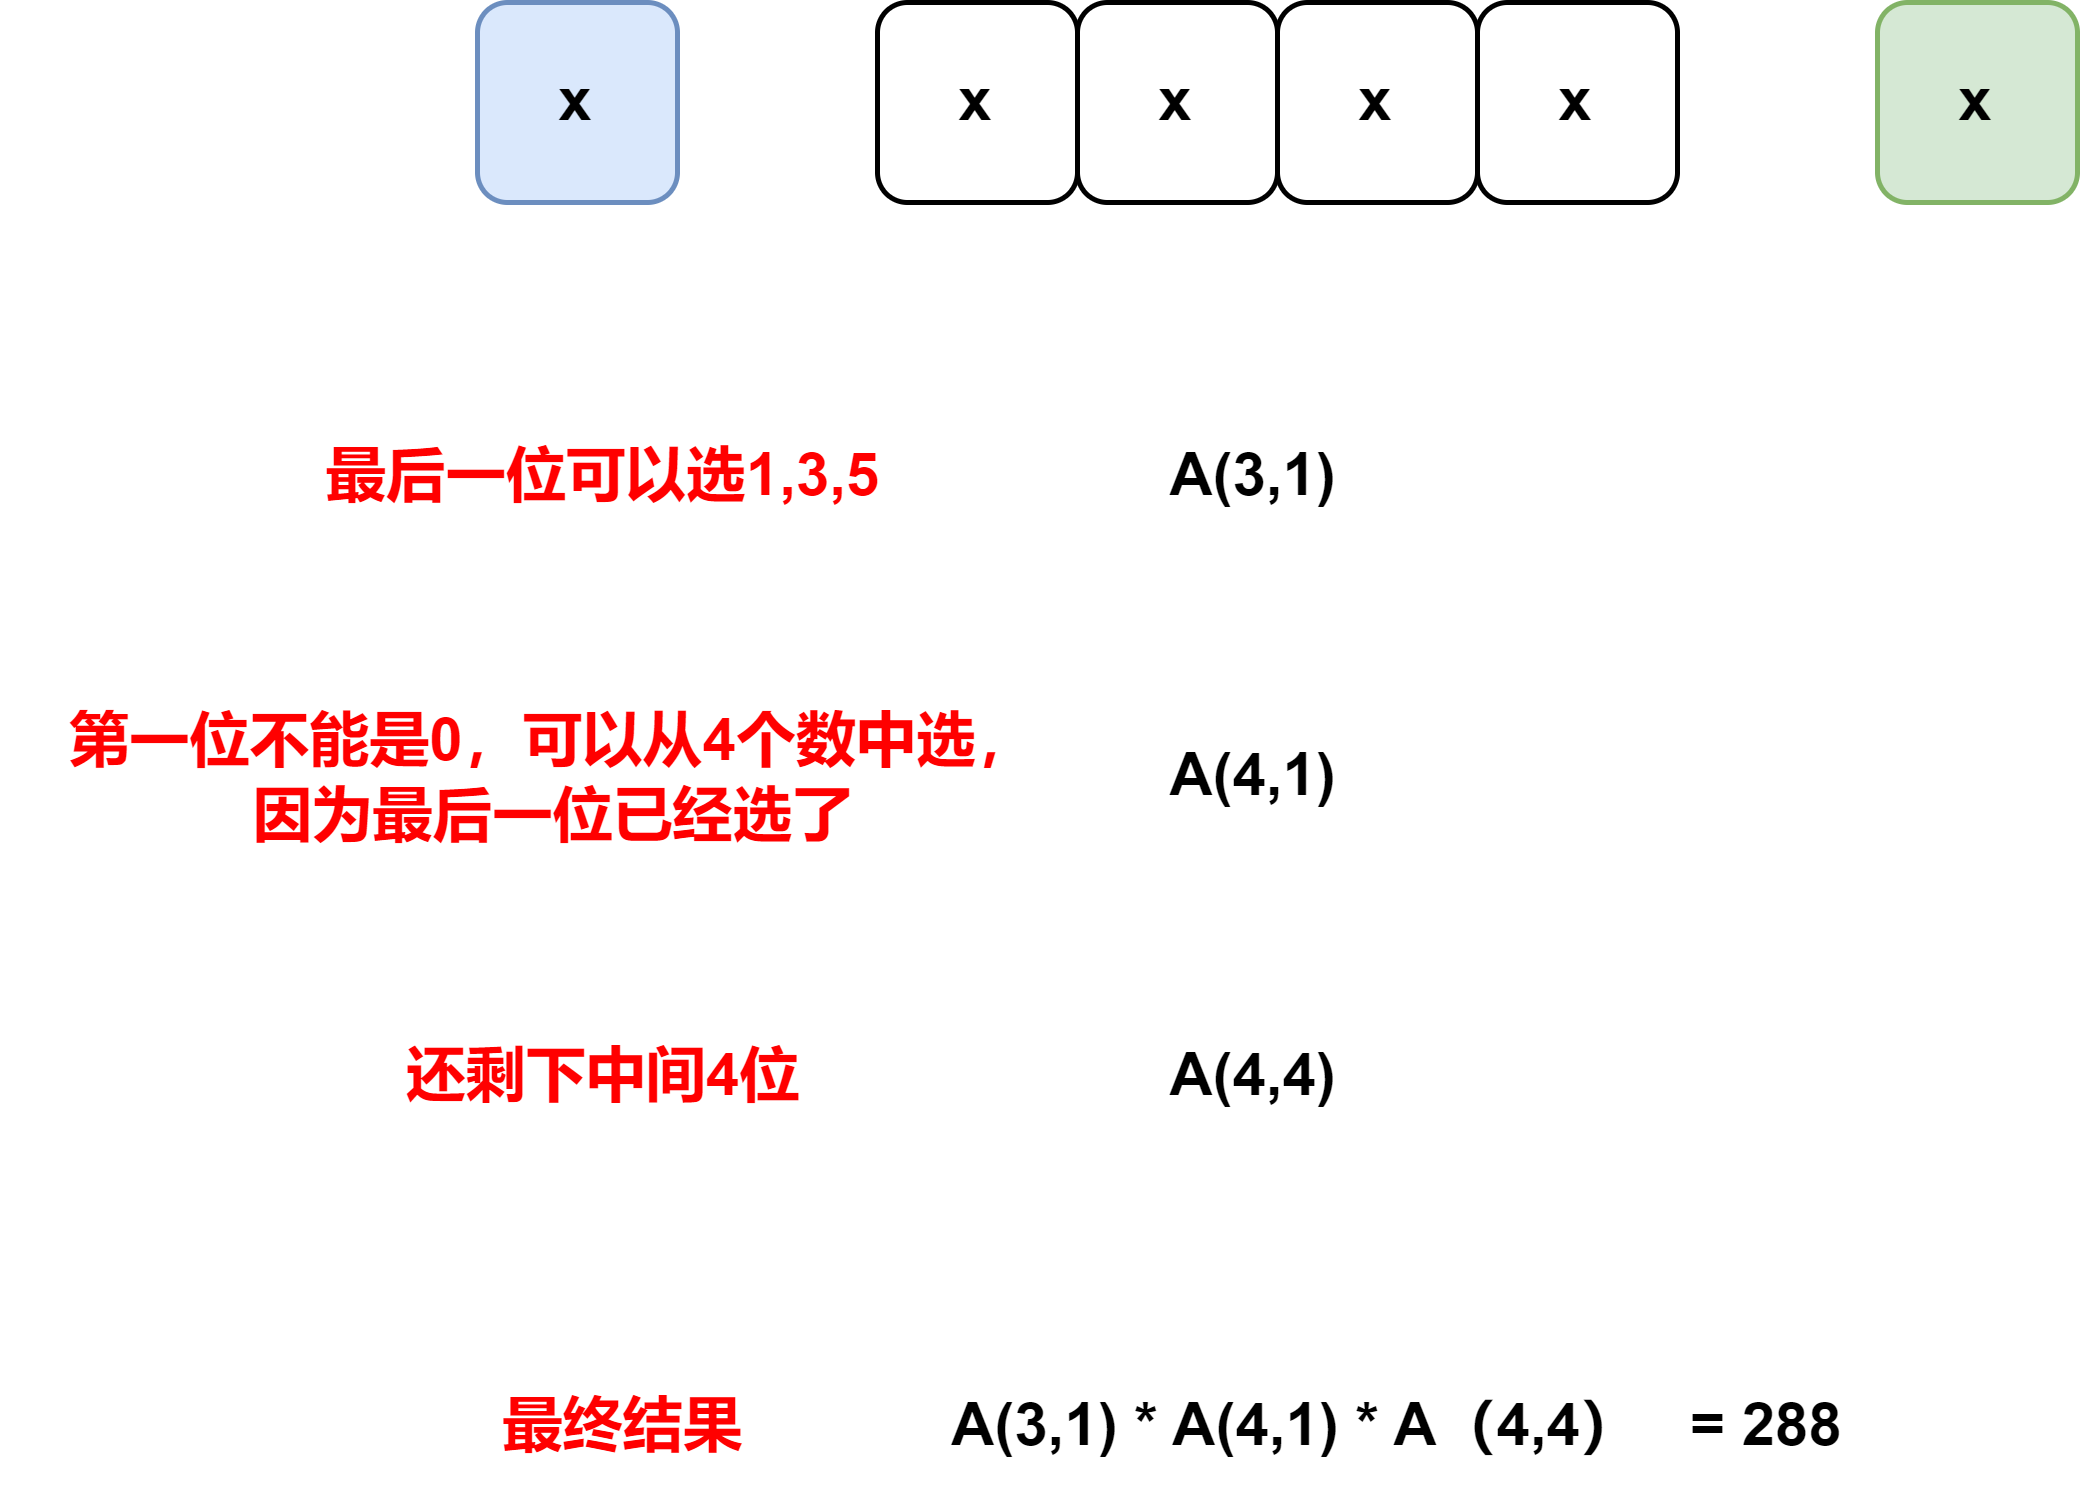 x x x x x x
最后一位可以选1,3,5 A(3,1)
第一位不能是0，可以从4个数中选，
因为最后一位已经选了 A(4,1)
还剩下中间4位 A(4,4)
最终结果 A(3,1) * A(4,1) * A（4,4） = 288